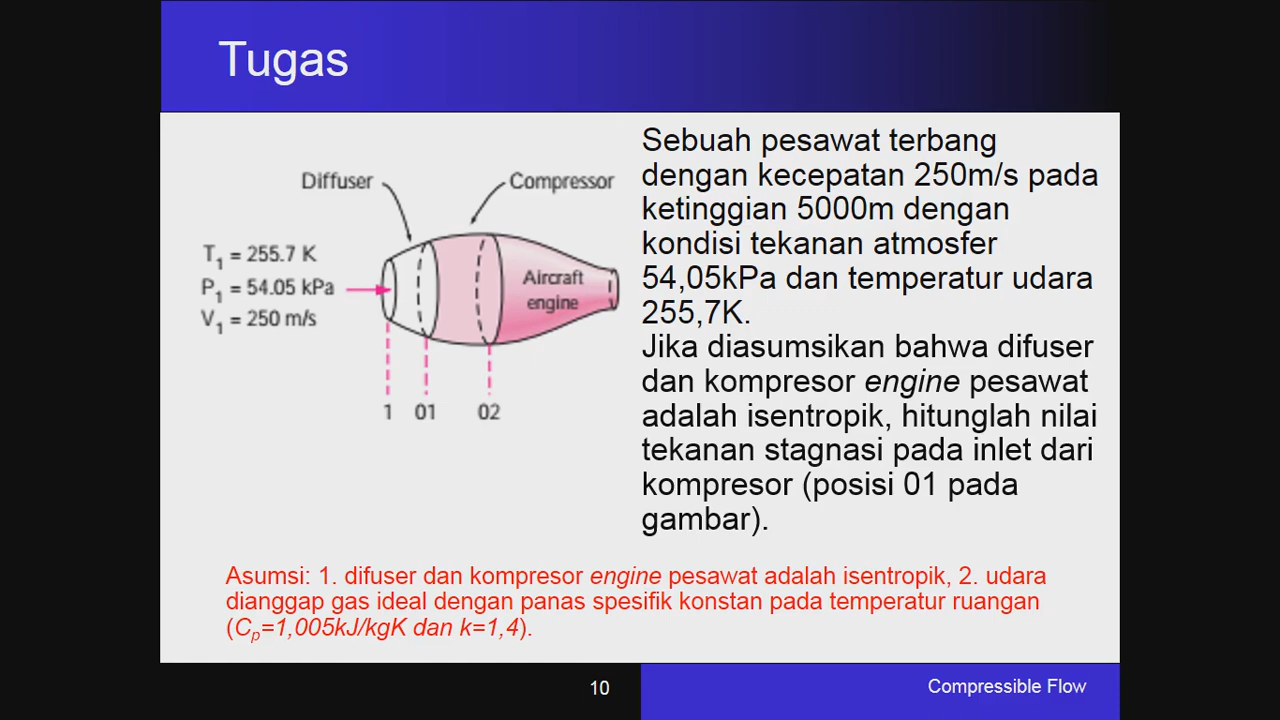 Tugas
Diffuser
Compressor
T1 = 255.7 K
P1 = 54.05 kPa
V1 = 250 m/s
Aircraft
engine
1
01
02
Sebuah pesawat terbang
dengan kecepatan 250m/s pada
ketinggian 5000m dengan
kondisi tekanan atmosfer
54,05kPa dan temperatur udara
255,7K.
Jika diasumsikan bahwa difuser
dan kompresor engine pesawat
adalah isentropik, hitunglah nilai
tekanan stagnasi pada inlet dari
kompresor (posisi 01 pada
gambar).
Asumsi: 1. difuser dan kompresor engine pesawat adalah isentropik, 2. udara
dianggap gas ideal dengan panas spesifik konstan pada temperatur ruangan
(Cp=1,005kJ/kgK dan k=1,4).
10
Compressible Flow